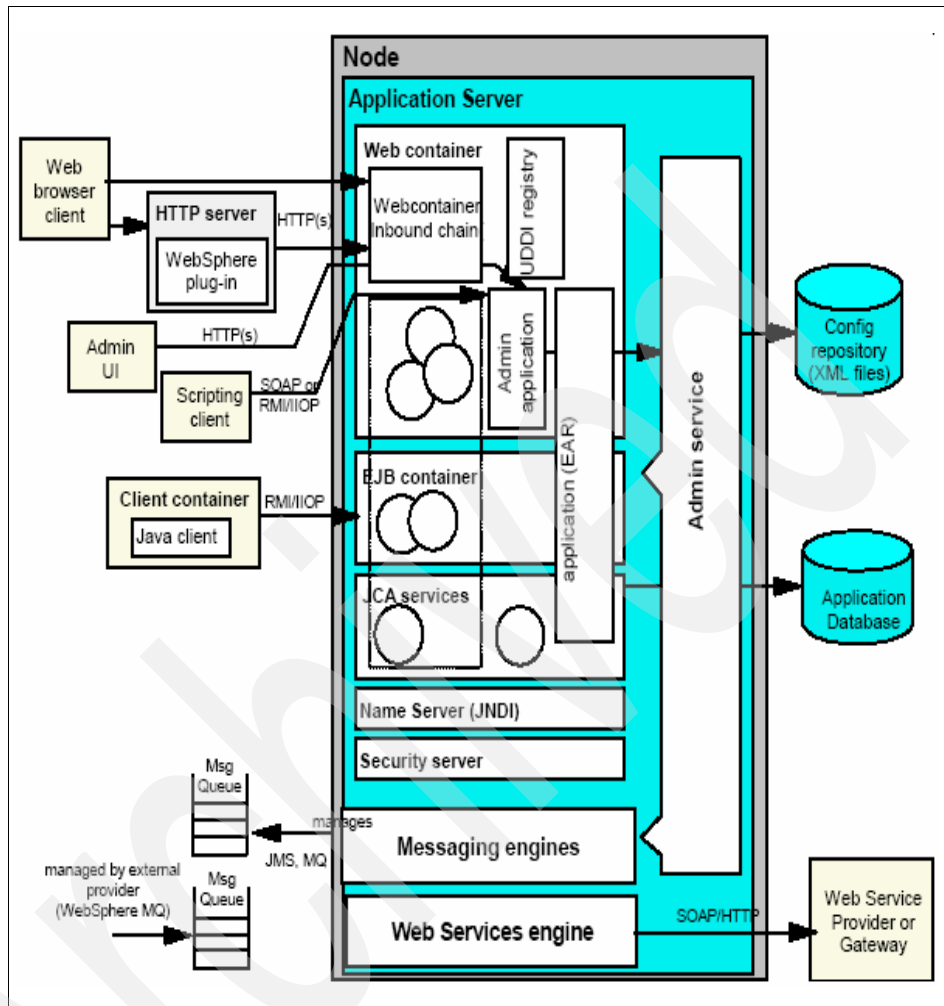 Node
Application Server
Web container
Web
browser
client
HTTP server
WebSphere
plug-in
HTTP(s)
Webcontainer
Inbound chain
UDDI registry
Admin
UI
HTTP(s)
Scripting
client
SOAP or
RMI/IIOP
Admin
application
application (EAR)
Admin service
Config
repository
(XML files)
Client container
Java client
RMI/IIOP
EJB container
JCA services
Application
Database
Name Server (JNDI)
Security server
Msg
Queue
manages
JMS, MQ
Messaging engines
managed by external
provider
(WebSphere MQ)
Msg
Queue
Web Services engine
SOAP/HTTP
Web Service
Provider or
Gateway
Archived